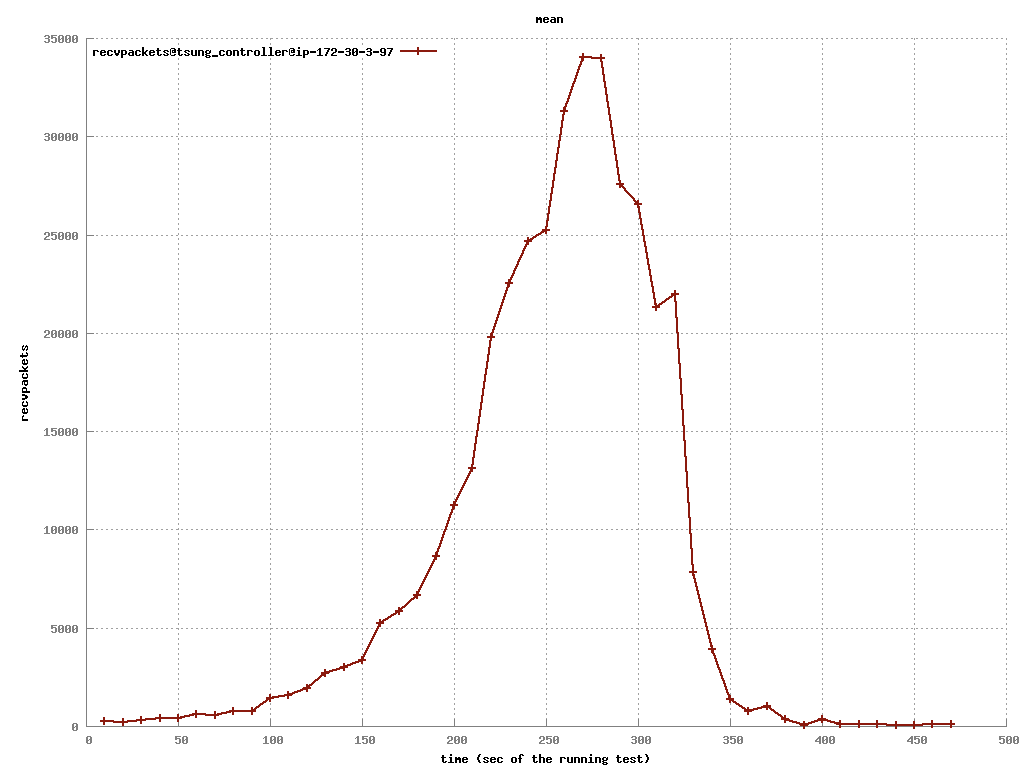 mean
35000
recvpackets@tsung_controller@ip-172-30-3-97
30000
25000
20000
recvpackets
15000
10000
5000
0
0 50 100 150 200 250 300 350 400 450 500
time (sec of the running test)